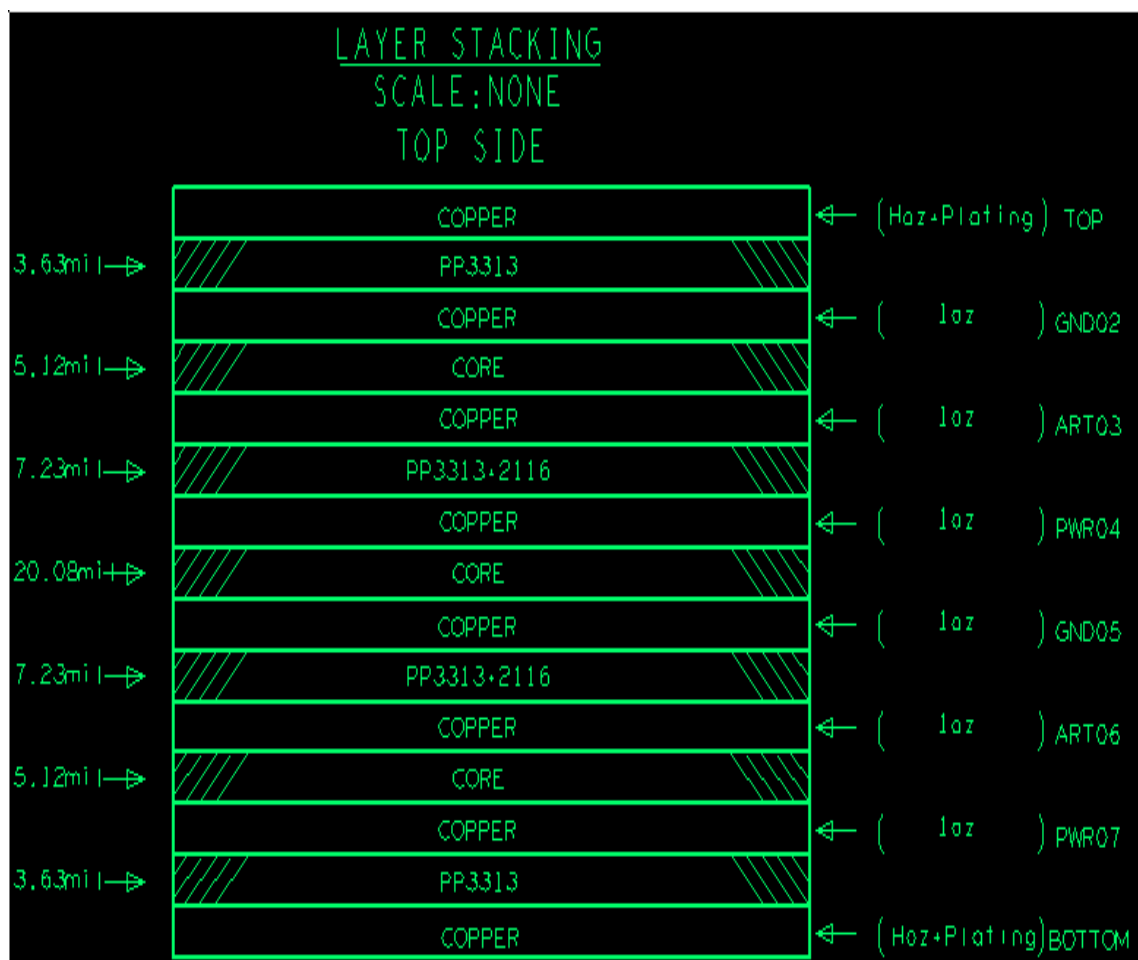 LAYER STACKING
SCALE:NONE
TOP SIDE
COPPER (Hoz+Plating) TOP
3.63mil PP3313
COPPER ( 1oz ) GND02
5.12mil CORE
COPPER ( 1oz ) ART03
7.23mil PP3313+2116
COPPER ( 1oz ) PWR04
20.08mil CORE
COPPER ( 1oz ) GND05
7.23mil PP3313+2116
COPPER ( 1oz ) ART06
5.12mil CORE
COPPER ( 1oz ) PWR07
3.63mil PP3313
COPPER (Hoz+Plating) BOTTOM